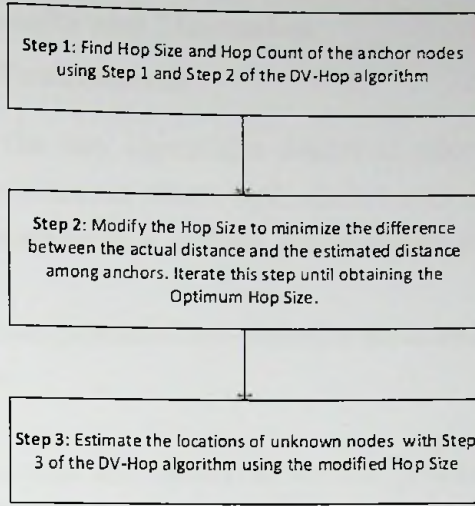 Step 1: Find Hop Size and Hop Count of the anchor nodes
using Step 1 and Step 2 of the DV-Hop algorithm
Step 2: Modify the Hop Size to minimize the difference
between the actual distance and the estimated distance
among anchors. Iterate this step until obtaining the
Optimum Hop Size.
Step 3: Estimate the locations of unknown nodes with Step
3 of the DV-Hop algorithm using the modified Hop Size